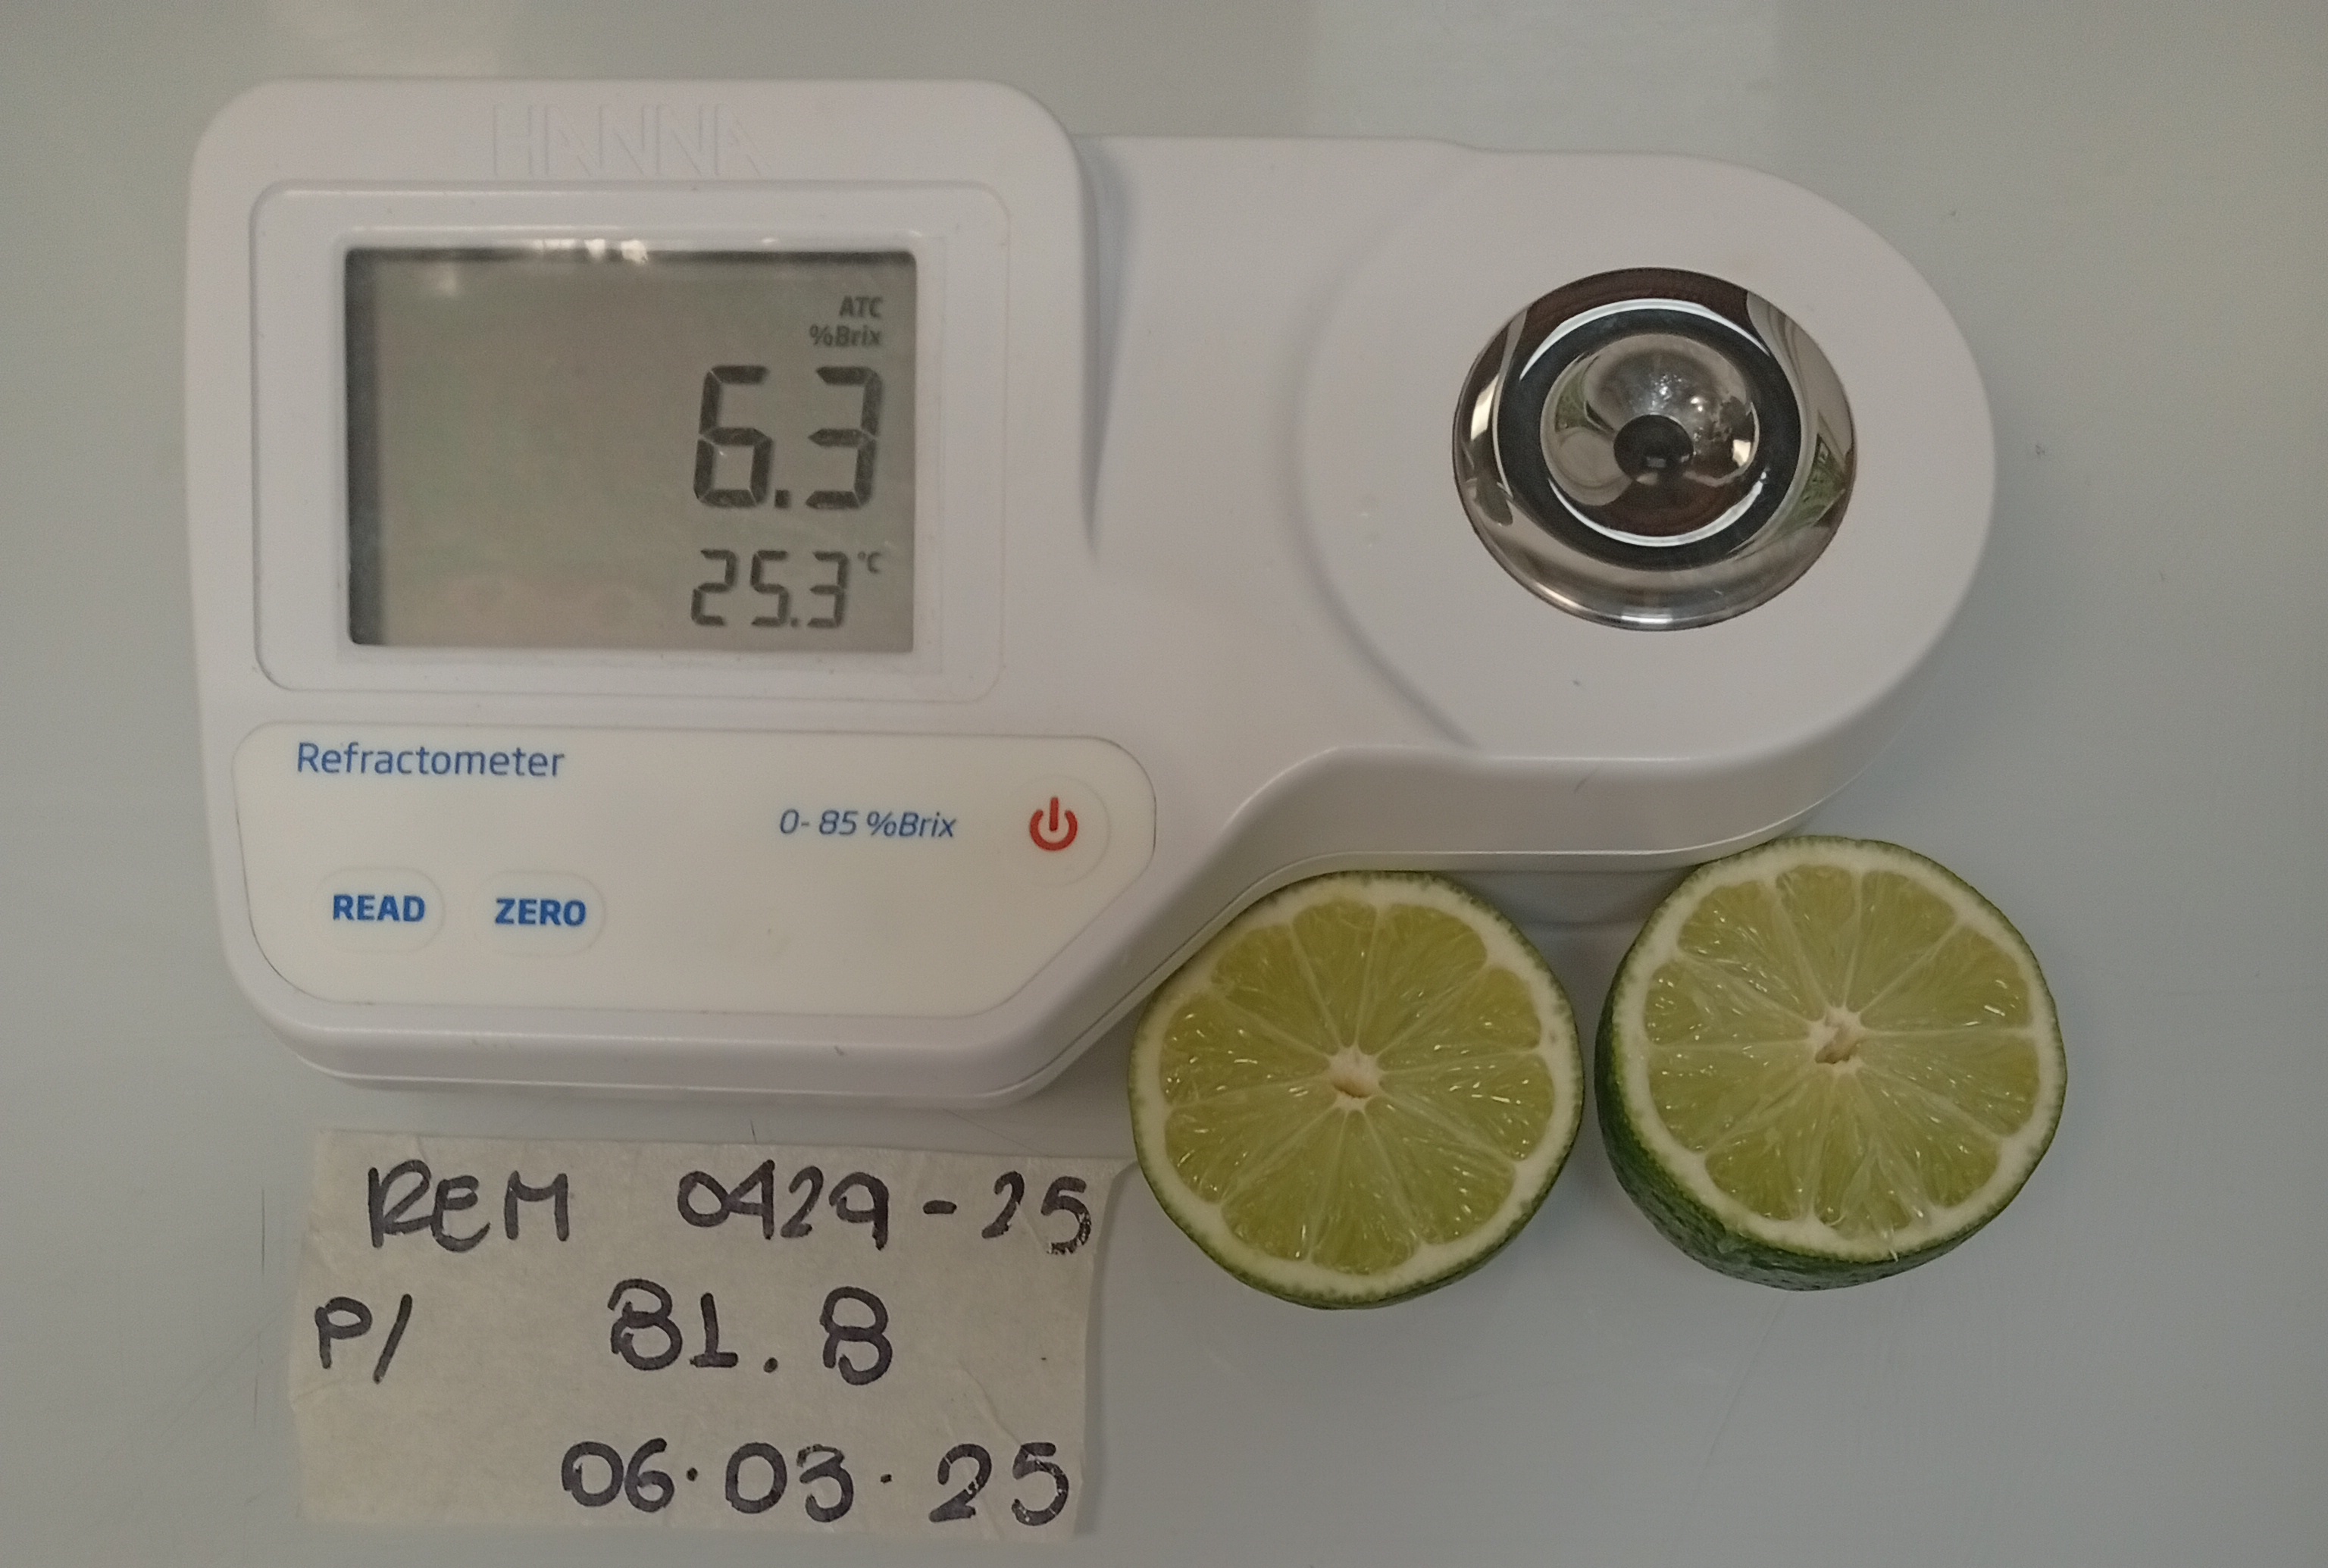 HANNA
ATC
%Brix
6.3
25.3 °C
Refractometer
0-85 %Brix
READ ZERO
REM 0429-25
P/ 81.8
06.03.25